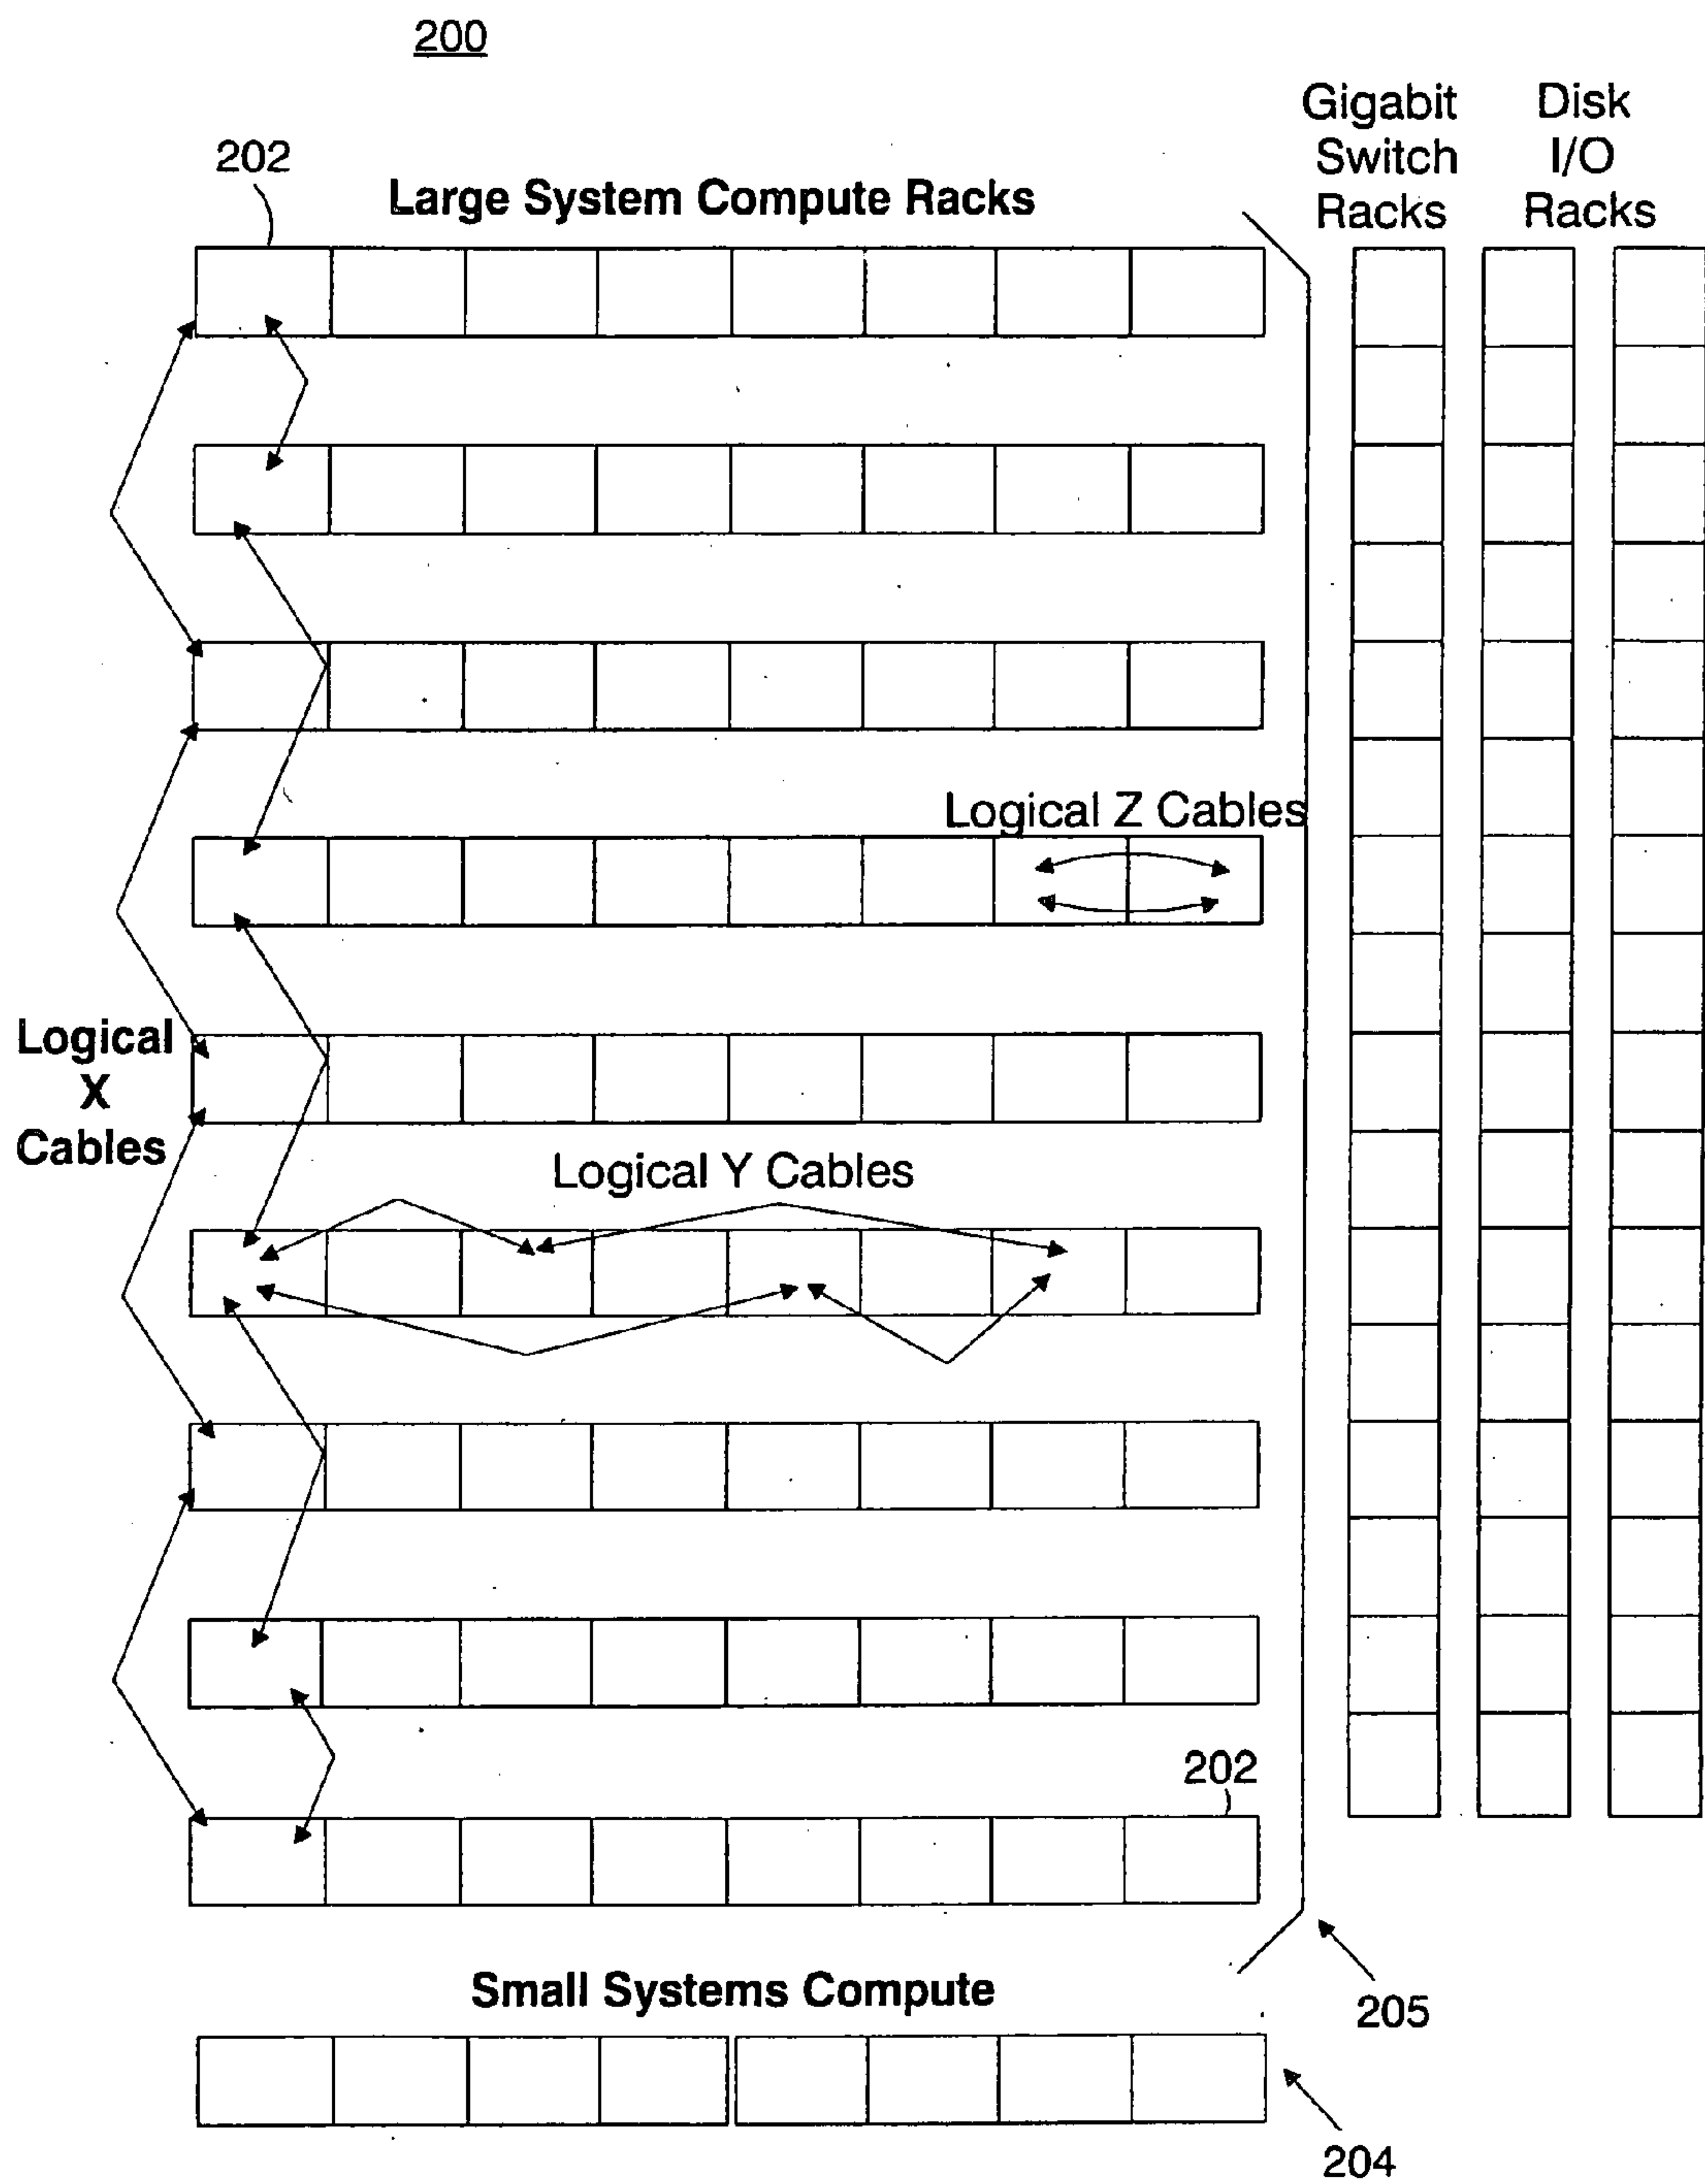 200
Gigabit
Switch
Racks
Disk
I/O
Racks
202
Large System Compute Racks
Logical Z Cables
Logical
X
Cables
Logical Y Cables
202
205
Small Systems Compute
204